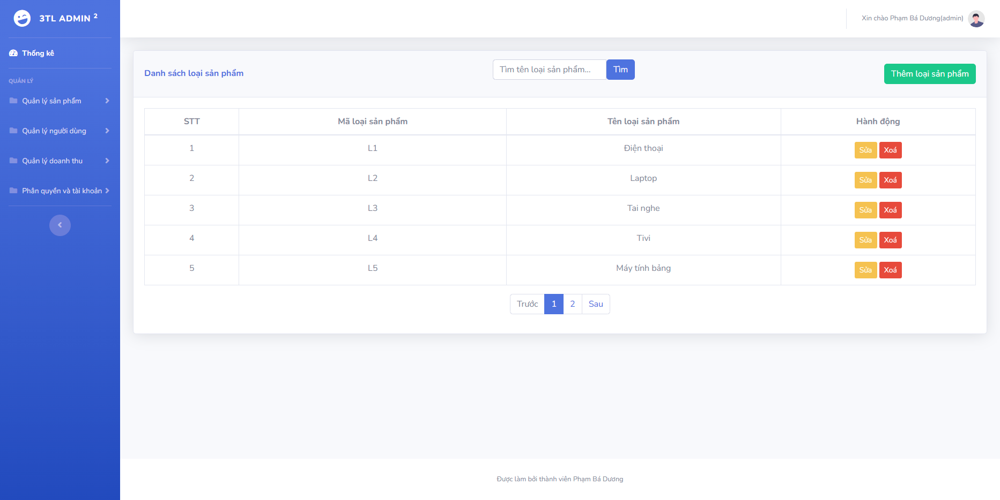 3TL ADMIN 2
Xin chào Phạm Bá Dương(admin)
Thống kê
QUẢN LÝ
Quản lý sản phẩm
Quản lý người dùng
Quản lý doanh thu
Phân quyền và tài khoản
Danh sách loại sản phẩm
Tìm tên loại sản phẩm... Tìm
Thêm loại sản phẩm
STT Mã loại sản phẩm Tên loại sản phẩm Hành động
1 L1 Điện thoại Sửa Xoá
2 L2 Laptop Sửa Xoá
3 L3 Tai nghe Sửa Xoá
4 L4 Tivi Sửa Xoá
5 L5 Máy tính bảng Sửa Xoá
Trước 1 2 Sau
Được làm bởi thành viên Phạm Bá Dương